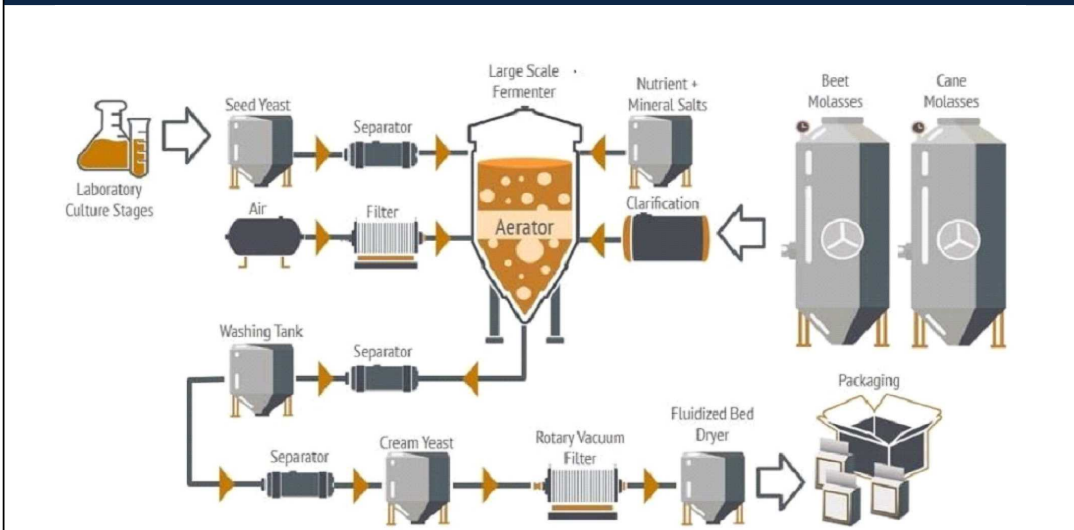 Large Scale
Fermenter
Nutrient +
Mineral Salts
Beet
Molasses
Cane
Molasses
Seed Yeast
Separator
Laboratory
Culture Stages
Air
Filter
Aerator
Clarification
Washing Tank
Separator
Packaging
Separator
Cream Yeast
Rotary Vacuum
Filter
Fluidized Bed
Dryer